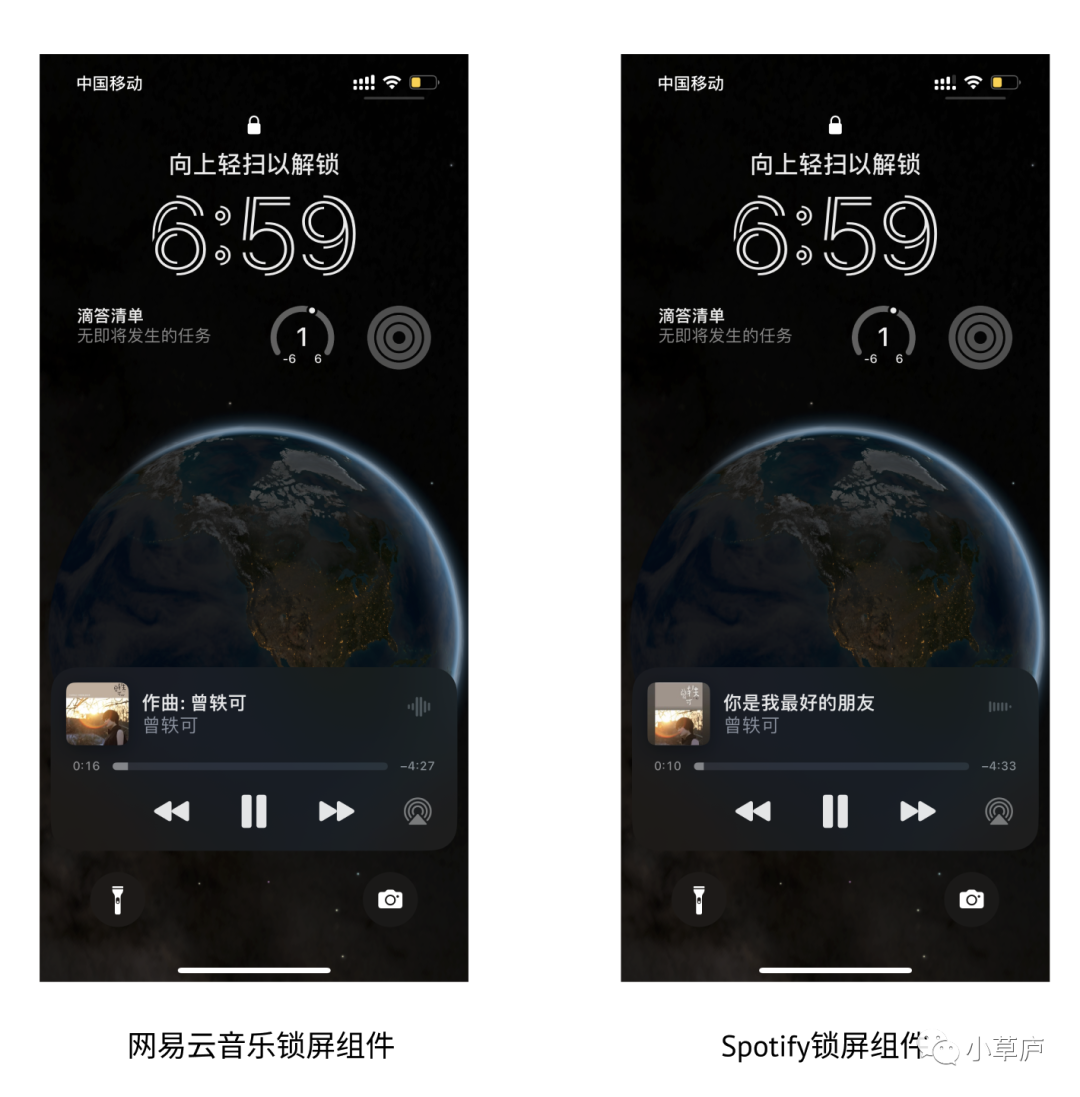 中国移动
向上轻扫以解锁
6:59
滴答清单
无即将发生的任务
1
-6 6
作曲: 曾轶可
曾轶可
0:16 −4:27
网易云音乐锁屏组件
中国移动
向上轻扫以解锁
6:59
滴答清单
无即将发生的任务
1
-6 6
你是我最好的朋友
曾轶可
0:10 −4:33
Spotify锁屏组件
小草庐